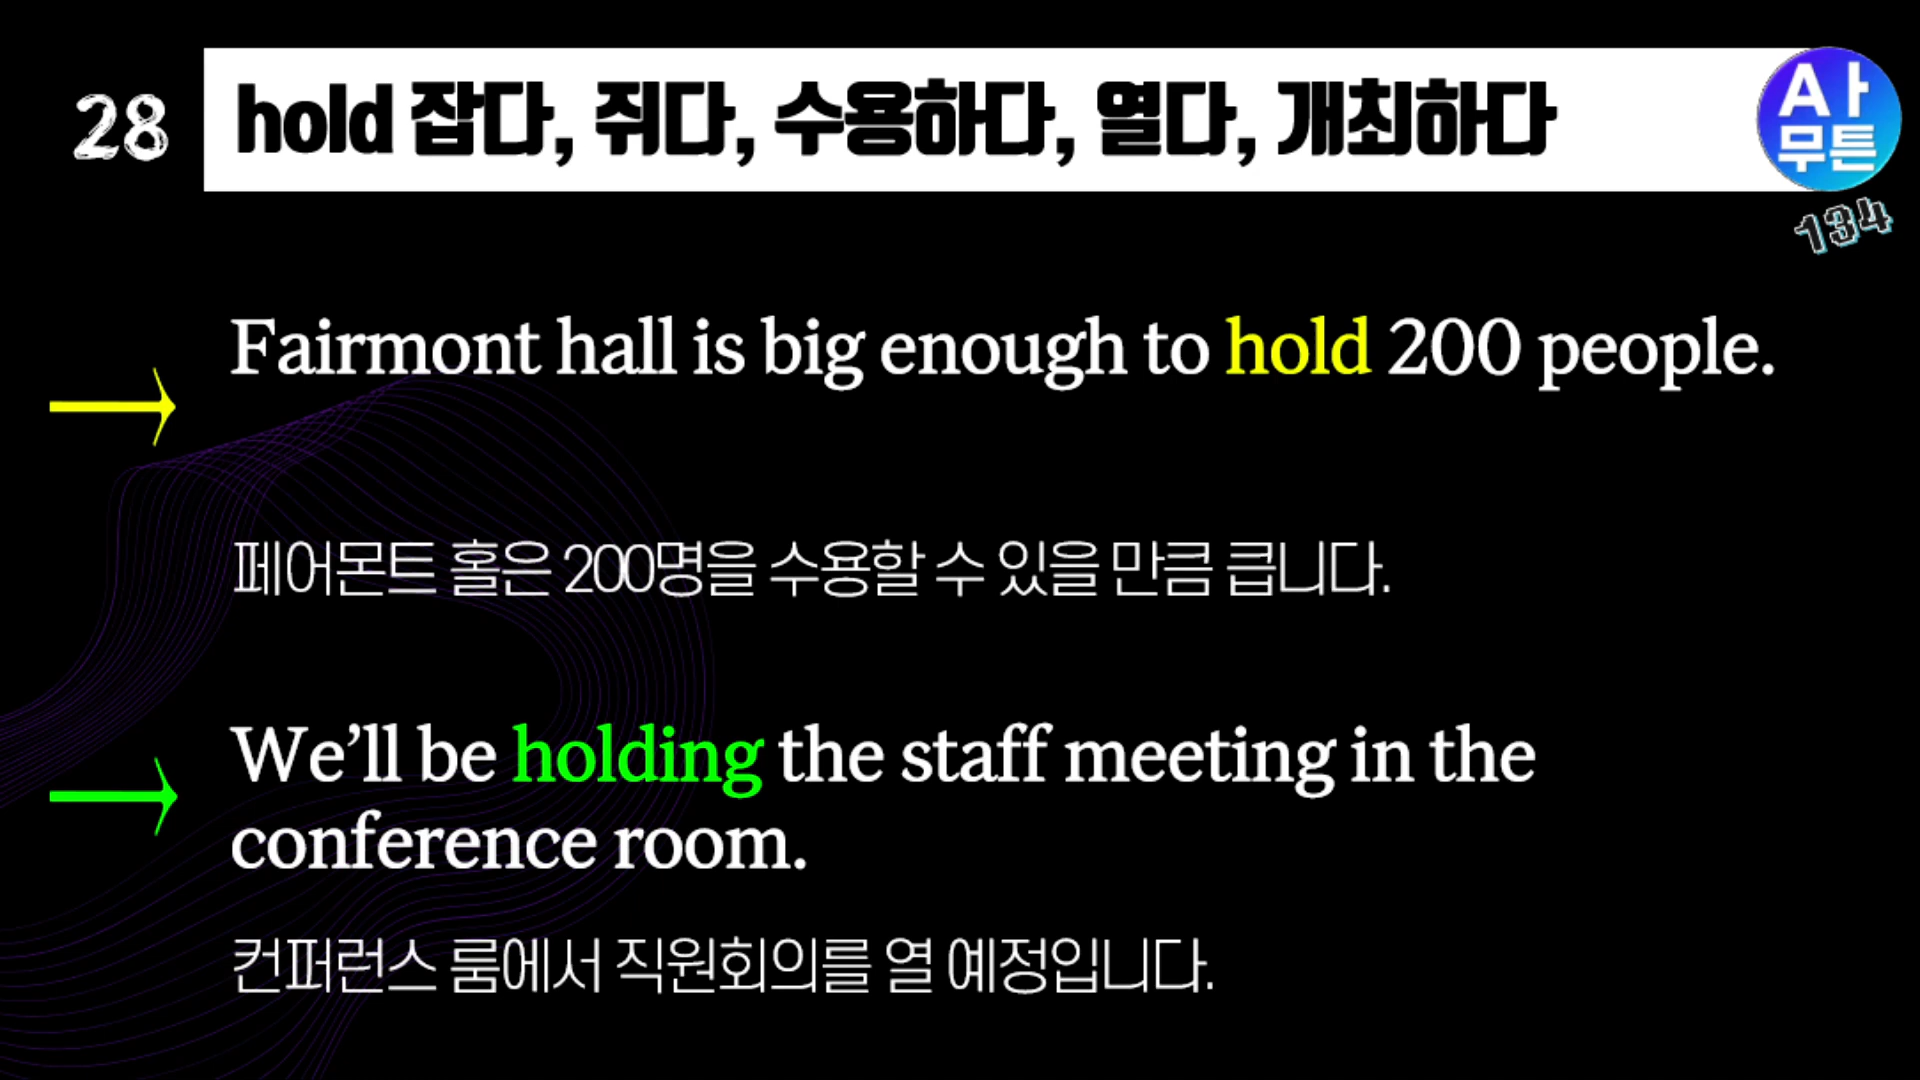 28
hold 잡다, 쥐다, 수용하다, 열다, 개최하다
사
무튼
134
Fairmont hall is big enough to hold 200 people.
페어몬트 홀은 200명을 수용할 수 있을 만큼 큽니다.
We’ll be holding the staff meeting in the
conference room.
컨퍼런스 룸에서 직원회의를 열 예정입니다.